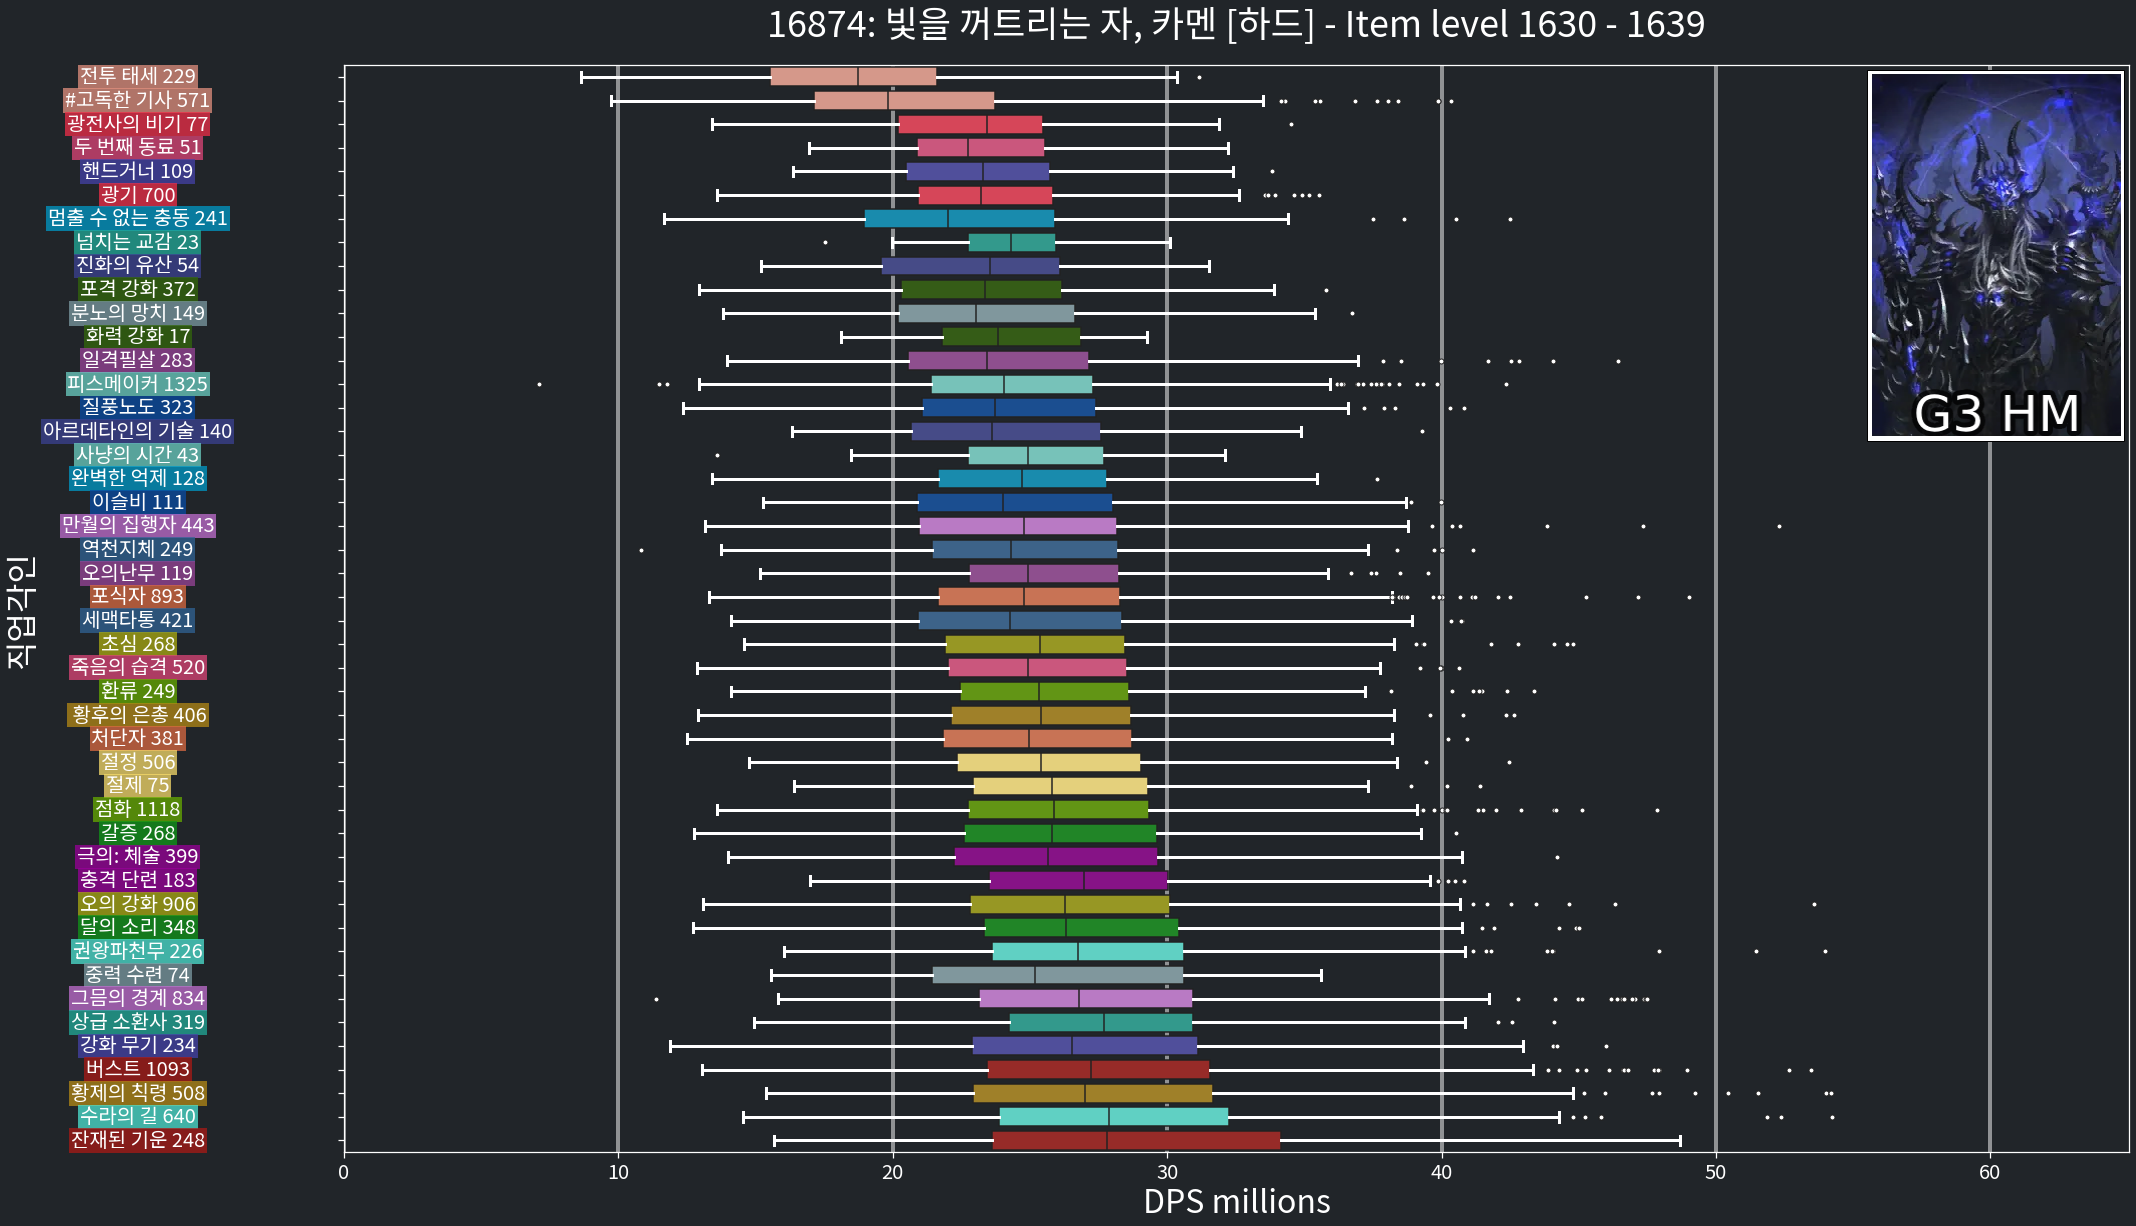 16874: 빛을 꺼트리는 자, 카멘 [하드] - Item level 1630 - 1639
전투 태세 229
#고독한 기사 571
광전사의 비기 77
두 번째 동료 51
핸드거너 109
광기 700
멈출 수 없는 충동 241
넘치는 교감 23
진화의 유산 54
포격 강화 372
분노의 망치 149
화력 강화 17
일격필살 283
피스메이커 1325
질풍노도 323
아르데타인의 기술 140
사냥의 시간 43
완벽한 억제 128
이슬비 111
만월의 집행자 443
역천지체 249
오의난무 119
포식자 893
세맥타통 421
초심 268
죽음의 습격 520
환류 249
황후의 은총 406
처단자 381
절정 506
절제 75
점화 1118
갈증 268
극의: 체술 399
충격 단련 183
오의 강화 906
달의 소리 348
권왕파천무 226
중력 수련 74
그믐의 경계 834
상급 소환사 319
강화 무기 234
버스트 1093
황제의 칙령 508
수라의 길 640
잔재된 기운 248
직업각인
G3 HM
0 10 20 30 40 50 60
DPS millions